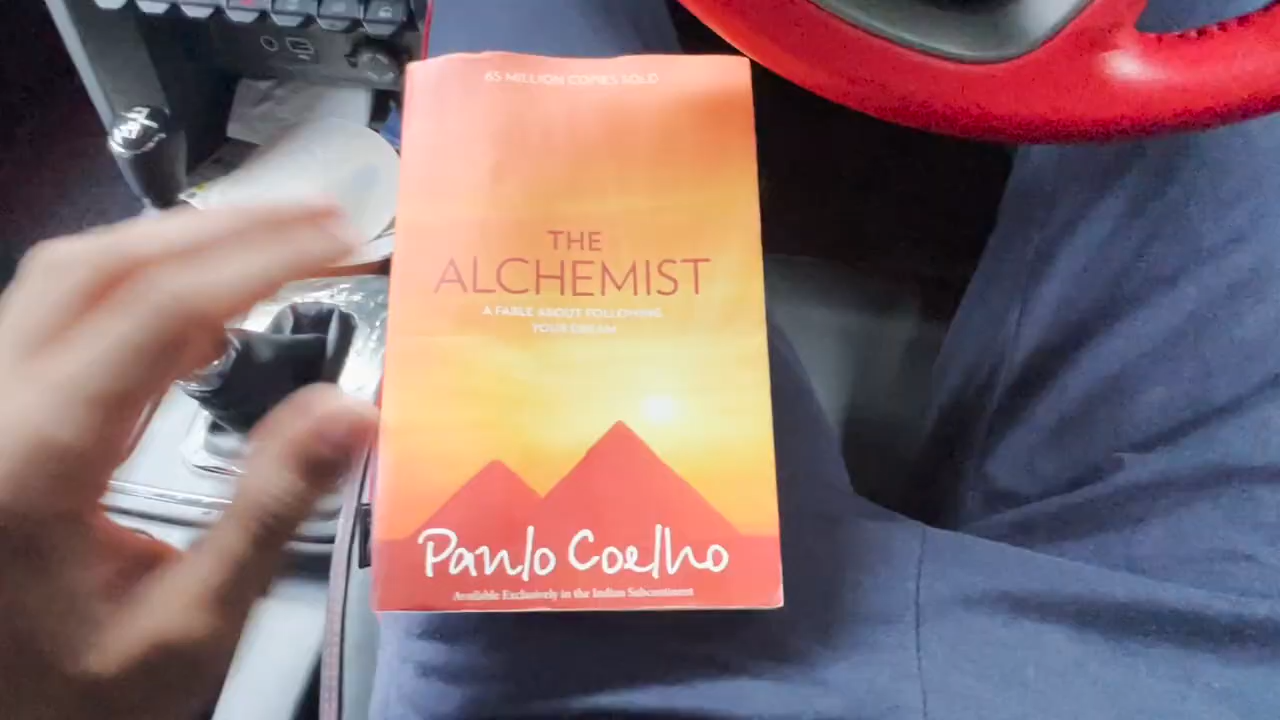 65 MILLION COPIES SOLD
THE
ALCHEMIST
A FABLE ABOUT FOLLOWING
YOUR DREAM
Paulo Coelho
Available Exclusively in the Indian Subcontinent